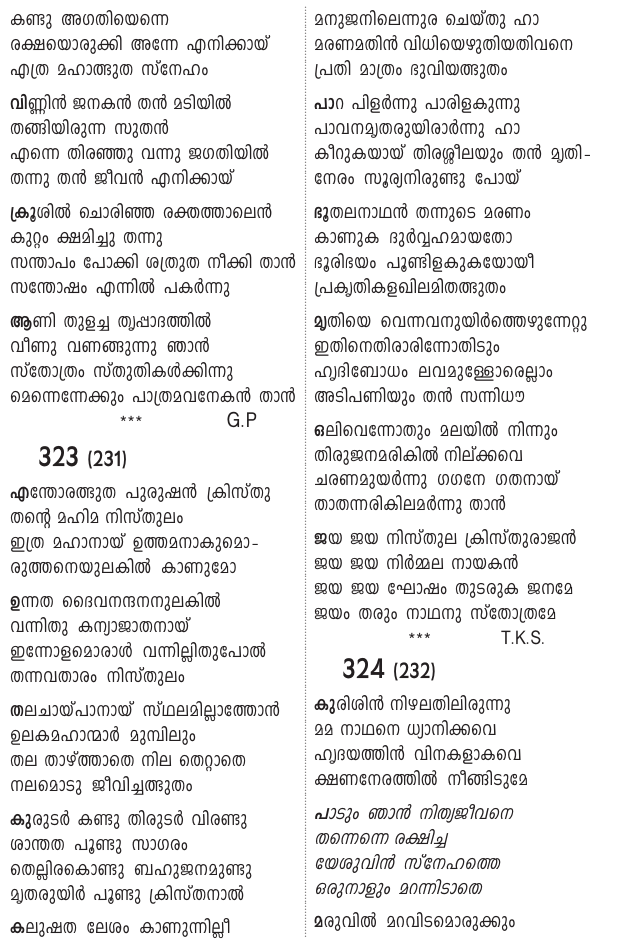 കണ്ടു അഗതിയെന്നെ
രക്ഷയൊരുക്കി അന്നേ എനിക്കായ്
എത്ര മഹാത്ഭുത സ്നേഹം
വിണ്ണിൻ ജനകൻ തൻ മടിയിൽ
തങ്ങിയിരുന്ന സുതൻ
എന്നെ തിരഞ്ഞു വന്നു ജഗതിയിൽ
തന്നു തൻ ജീവൻ എനിക്കായ്
ക്രൂശിൽ ചൊരിഞ്ഞ രക്തത്താലെൻ
കുറ്റം ക്ഷമിച്ചു തന്നു
സന്താപം പോക്കി ശത്രുത നീക്കി താൻ
സന്തോഷം എന്നിൽ പകർന്നു
ആണി തുളച്ച തൃപ്പാദത്തിൽ
വീണു വണങ്ങുന്നു ഞാൻ
സ്തോത്രം സ്തുതികൾക്കിന്നു
മെന്നെന്നേക്കും പാത്രമവനേകൻ താൻ
*** G.P
323 (231)
എന്തോരത്ഭുത പുരുഷൻ ക്രിസ്തു
തന്റെ മഹിമ നിസ്തുലം
ഇത്ര മഹാനായ് ഉത്തമനാകുമൊ-
രുത്തനെയുലകിൽ കാണുമോ
ഉന്നത ദൈവനന്ദനനുലകിൽ
വന്നിതു കന്യാജാതനായ്
ഇന്നോളമൊരാൾ വന്നില്ലിതുപോൽ
തന്നവതാരം നിസ്തുലം
തലചായ്പാനായ് സ്ഥലമില്ലാത്തോൻ
ഉലകമഹാന്മാർ മുമ്പിലും
തല താഴ്ത്താതെ നില തെറ്റാതെ
നലമൊടു ജീവിച്ചത്ഭുതം
കുരുടർ കണ്ടു തിരുടർ വിരണ്ടു
ശാന്തത പൂണ്ടു സാഗരം
തെല്ലിരകൊണ്ടു ബഹുജനമുണ്ടു
മൃതരുയിർ പൂണ്ടു ക്രിസ്തനാൽ
കലുഷത ലേശം കാണുന്നില്ലീ
മനുജനിലെന്നുര ചെയ്തു ഹാ
മരണമതിൻ വിധിയെഴുതിയതിവനെ
പ്രതി മാത്രം ഭുവിയത്ഭുതം
പാറ പിളർന്നു പാരിളകുന്നു
പാവനമൃതരുയിരാർന്നു ഹാ
കീറുകയായ് തിരശ്ശീലയും തൻ മൃതി-
നേരം സൂര്യനിരുണ്ടു പോയ്
ഭൂതലനാഥൻ തന്നുടെ മരണം
കാണുക ദുർവ്വഹമായതോ
ഭൂരിഭയം പൂണ്ടിളകുകയോയീ
പ്രകൃതികളഖിലമിതത്ഭുതം
മൃതിയെ വെന്നവനുയിർത്തെഴുന്നേറ്റു
ഇതിനെതിരാരിന്നോതിടും
ഹൃദിബോധം ലവമുള്ളോരെല്ലാം
അടിപണിയും തൻ സന്നിധൗ
ഒലിവെന്നോതും മലയിൽ നിന്നും
തിരുജനമരികിൽ നില്ക്കവെ
ചരണമുയർന്നു ഗഗനേ ഗതനായ്
താതന്നരികിലമർന്നു താൻ
ജയ ജയ നിസ്തുല ക്രിസ്തുരാജൻ
ജയ ജയ നിർമ്മല നായകൻ
ജയ ജയ ഘോഷം തുടരുക ജനമേ
ജയം തരും നാഥനു സ്തോത്രമേ
*** T.K.S.
324 (232)
കുരിശിൻ നിഴലതിലിരുന്നു
മമ നാഥനെ ധ്യാനിക്കവെ
ഹൃദയത്തിൻ വിനകളാകവെ
ക്ഷണനേരത്തിൽ നീങ്ങിടുമേ
പാടും ഞാൻ നിത്യജീവനെ
തന്നെന്നെ രക്ഷിച്ച
യേശുവിൻ സ്നേഹത്തെ
ഒരുനാളും മറന്നിടാതെ
മരുവിൽ മറവിടമൊരുക്കും